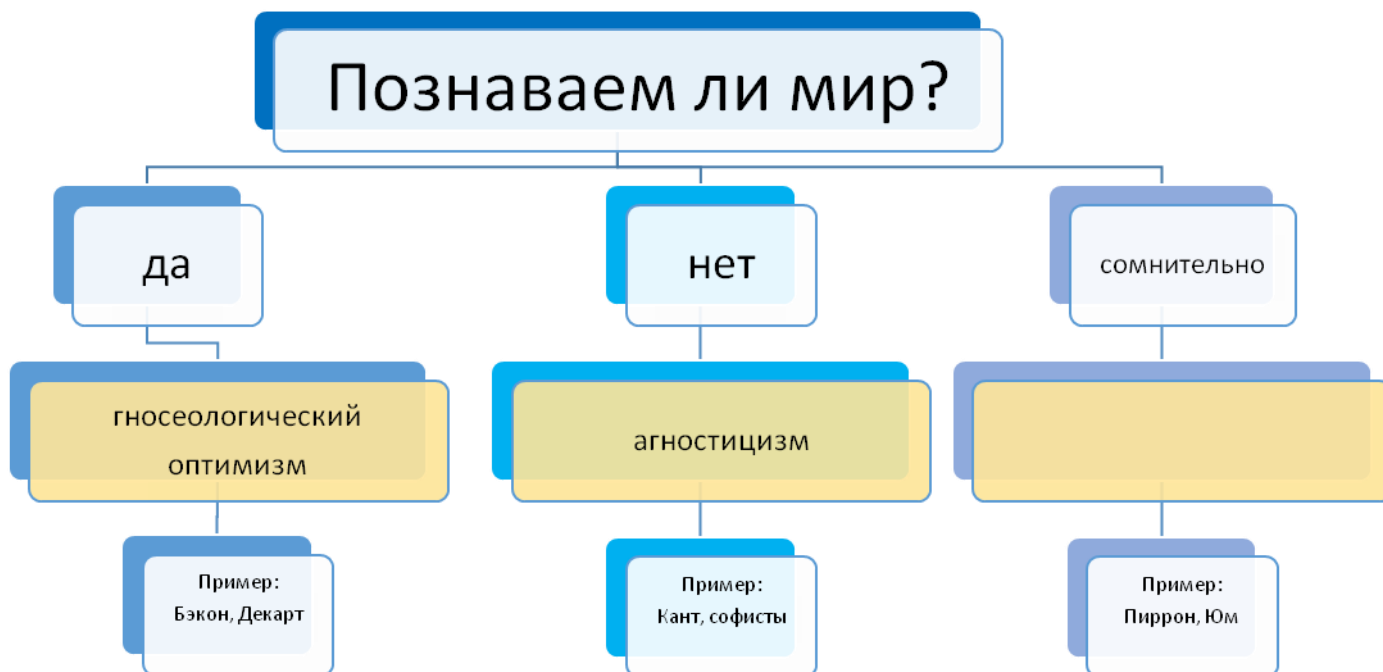 Познаваем ли мир?
да
нет
сомнительно
гносеологический
оптимизм
агностицизм
Пример:
Бэкон, Декарт
Пример:
Кант, софисты
Пример:
Пиррон, Юм